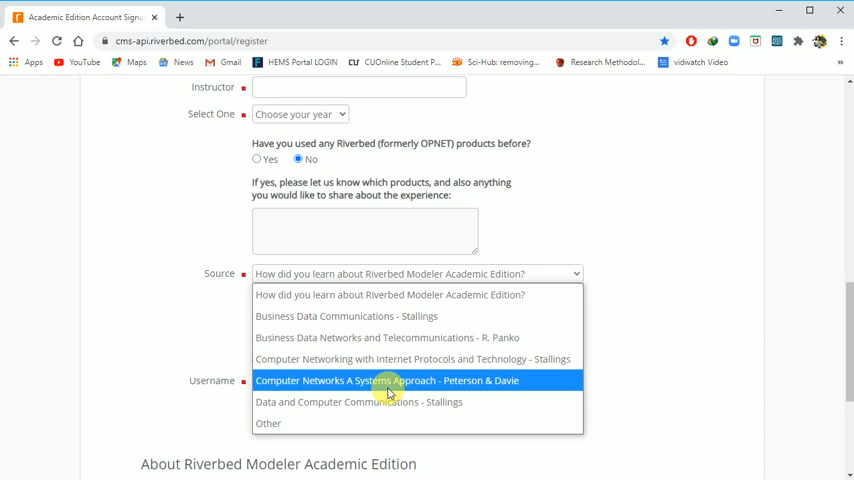 Academic Edition Account Signu
cms-api.riverbed.com/portal/register
Apps YouTube Maps News Gmail HEMS Portal LOGIN CUOnline Student P... Sci-Hub: removing... Research Methodol... vidwatch Video »
Instructor
Select One Choose your year
Have you used any Riverbed (formerly OPNET) products before?
Yes No
If yes, please let us know which products, and also anything
you would like to share about the experience:
Source How did you learn about Riverbed Modeler Academic Edition?
How did you learn about Riverbed Modeler Academic Edition?
Business Data Communications - Stallings
Business Data Networks and Telecommunications - R. Panko
Computer Networking with Internet Protocols and Technology - Stallings
Username Computer Networks A Systems Approach - Peterson & Davie
Data and Computer Communications - Stallings
Other
About Riverbed Modeler Academic Edition